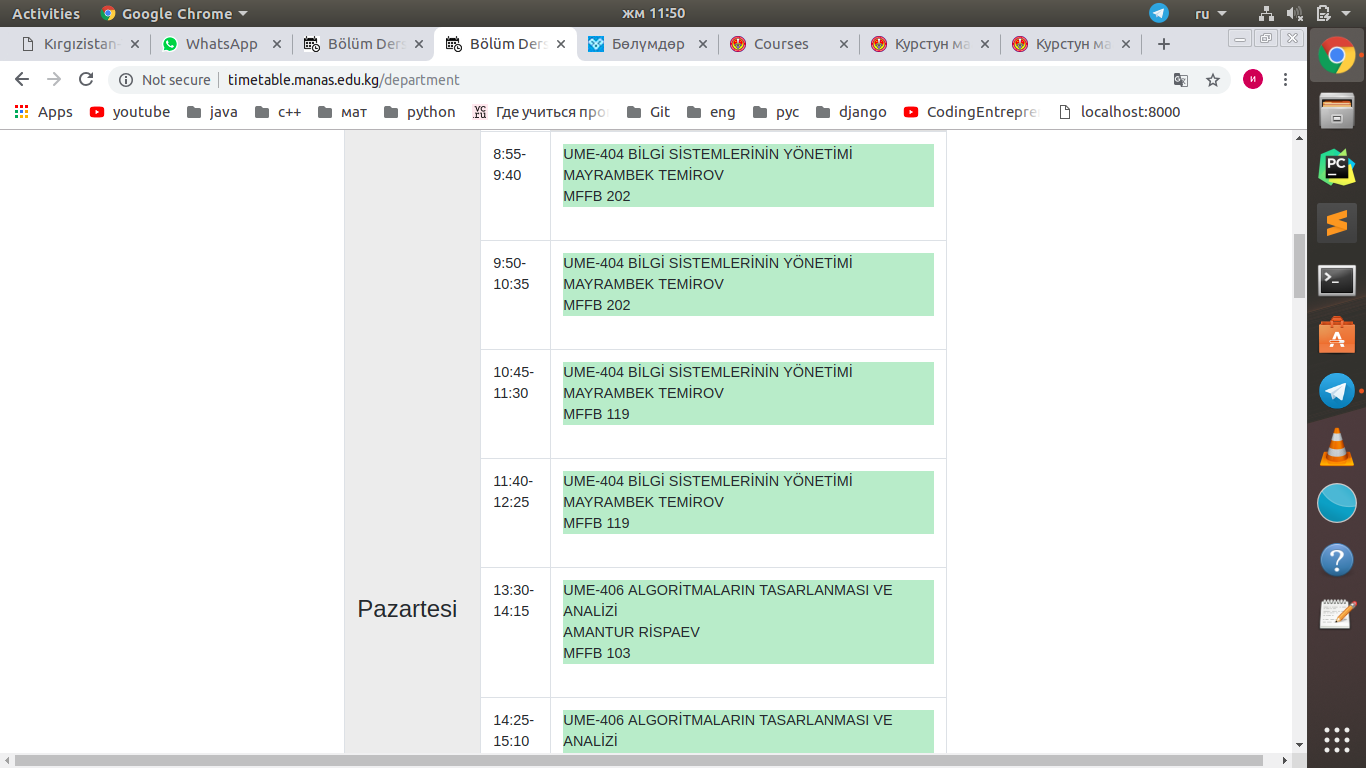 Activities
Google Chrome
жм 11:50
ru
Kırgızistan-
WhatsApp
Bölüm Ders
Bölüm Ders
Бөлүмдөр
Courses
Курстун ма
Курстун ма
Not secure
timetable.manas.edu.kg/department
Apps
youtube
java
c++
мат
python
Где учиться про
Git
eng
рус
django
CodingEntrepre
localhost:8000
8:55-
9:40
UME-404 BİLGİ SİSTEMLERİNİN YÖNETİMİ
MAYRAMBEK TEMİROV
MFFB 202
9:50-
10:35
UME-404 BİLGİ SİSTEMLERİNİN YÖNETİMİ
MAYRAMBEK TEMİROV
MFFB 202
10:45-
11:30
UME-404 BİLGİ SİSTEMLERİNİN YÖNETİMİ
MAYRAMBEK TEMİROV
MFFB 119
11:40-
12:25
UME-404 BİLGİ SİSTEMLERİNİN YÖNETİMİ
MAYRAMBEK TEMİROV
MFFB 119
Pazartesi
13:30-
14:15
UME-406 ALGORİTMALARIN TASARLANMASI VE
ANALİZİ
AMANTUR RİSPAEV
MFFB 103
14:25-
15:10
UME-406 ALGORİTMALARIN TASARLANMASI VE
ANALİZİ